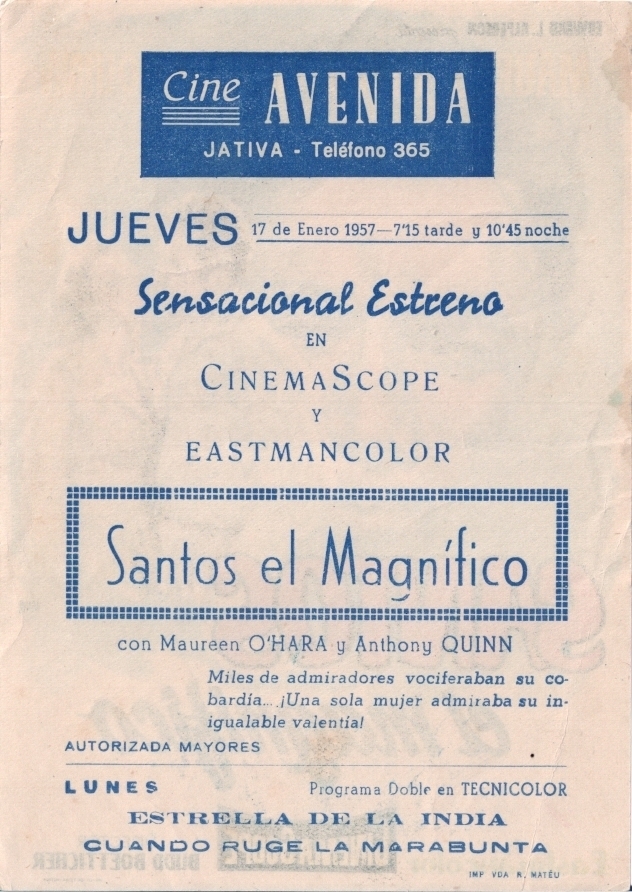 Cine AVENIDA
JATIVA - Teléfono 365
JUEVES 17 de Enero 1957—7'15 tarde y 10'45 noche
Sensacional Estreno
EN
CINEMASCOPE
Y
EASTMANCOLOR
Santos el Magnífico
con Maureen O'HARA y Anthony QUINN
Miles de admiradores vociferaban su co-
bardía... ¡Una sola mujer admiraba su in-
igualable valentía!
AUTORIZADA MAYORES
LUNES Programa Doble en TECNICOLOR
ESTRELLA DE LA INDIA
CUANDO RUGE LA MARABUNTA
IMP VDA R. MATÉU